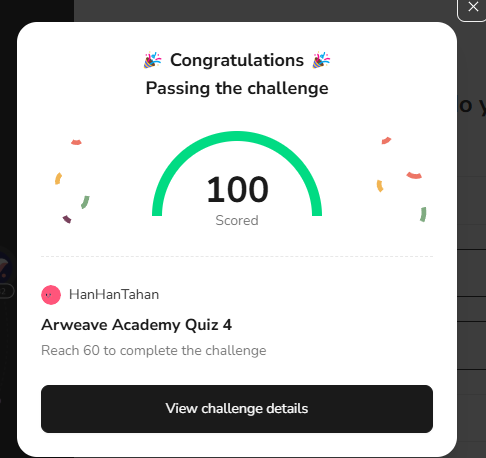 Congratulations
Passing the challenge
100
Scored
HanHanTahan
Arweave Academy Quiz 4
Reach 60 to complete the challenge
View challenge details